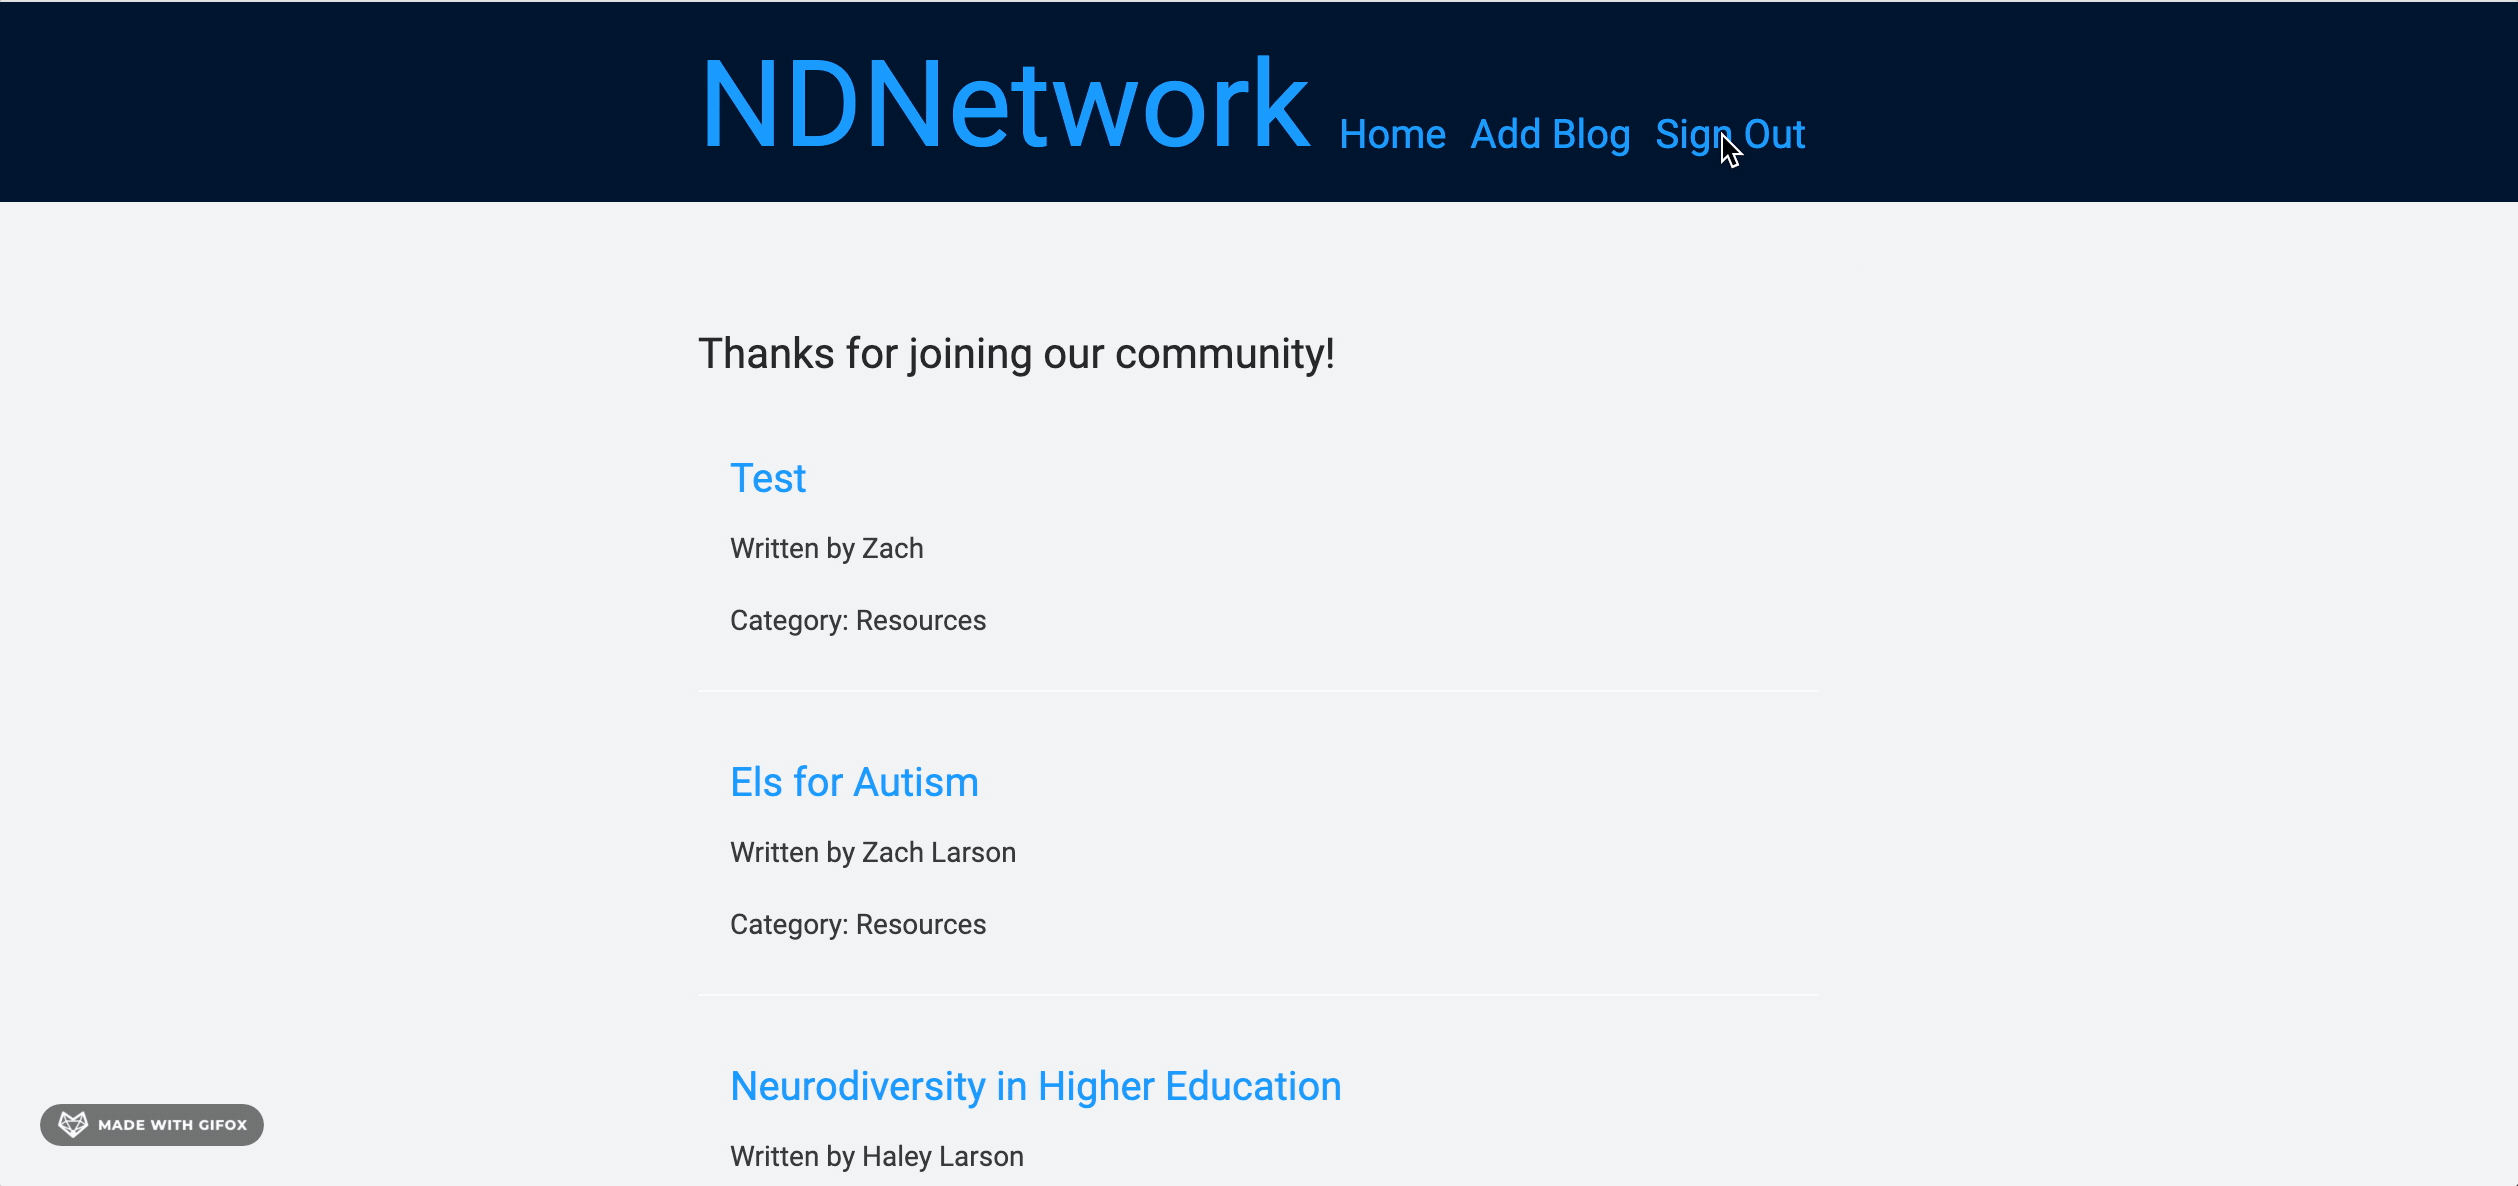 NDNetwork Home Add Blog Sign Out
Thanks for joining our community!
Test
Written by Zach
Category: Resources
Els for Autism
Written by Zach Larson
Category: Resources
Neurodiversity in Higher Education
Written by Haley Larson
MADE WITH GIFOX